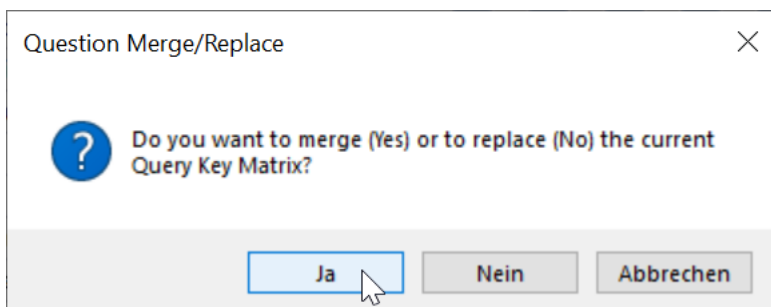 Question Merge/Replace
Do you want to merge (Yes) or to replace (No) the current
Query Key Matrix?
Ja Nein Abbrechen